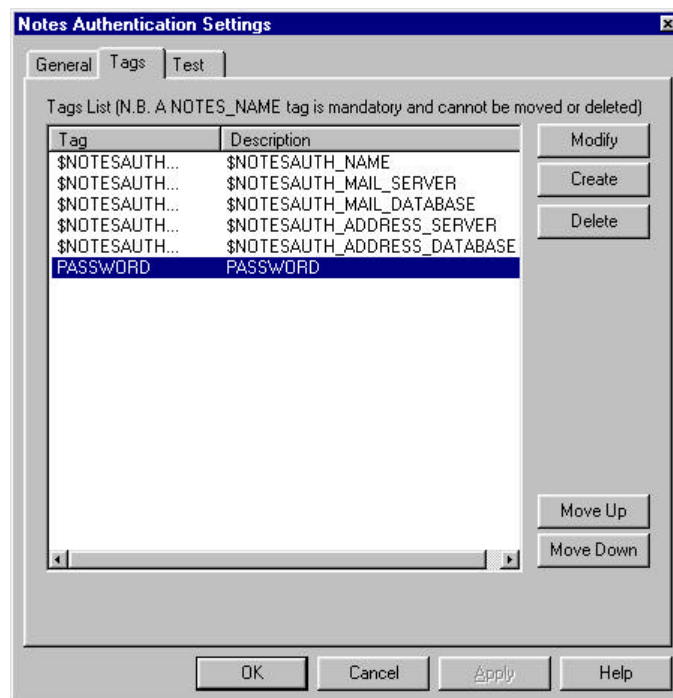 Notes Authentication Settings
General Tags Test
Tags List (N.B. A NOTES_NAME tag is mandatory and cannot be moved or deleted)
Tag Description
$NOTESAUTH... $NOTESAUTH_NAME
$NOTESAUTH... $NOTESAUTH_MAIL_SERVER
$NOTESAUTH... $NOTESAUTH_MAIL_DATABASE
$NOTESAUTH... $NOTESAUTH_ADDRESS_SERVER
$NOTESAUTH... $NOTESAUTH_ADDRESS_DATABASE
PASSWORD PASSWORD
Modify
Create
Delete
Move Up
Move Down
OK Cancel Apply Help